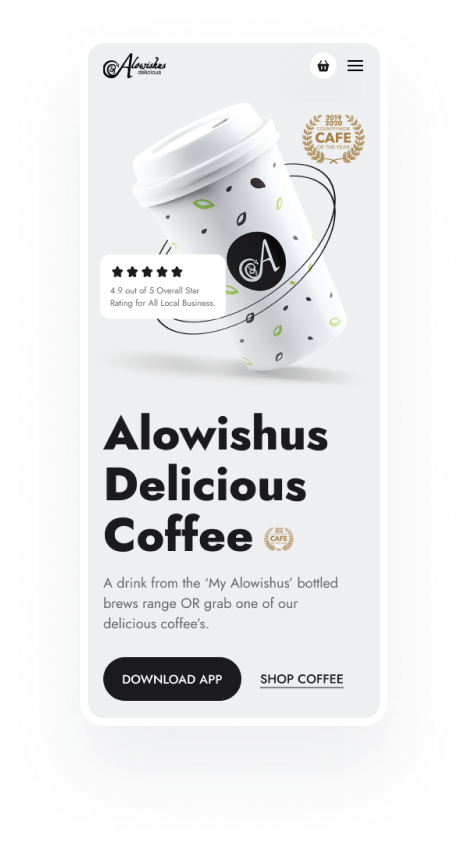 Alowishus
delicious
2019
2020
COUNTRYWIDE
CAFE
OF THE YEAR
A
4.9 out of 5 Overall Star
Rating for All Local Business.
Alowishus
Delicious
Coffee
CAFE
A drink from the ‘My Alowishus’ bottled
brews range OR grab one of our
delicious coffee’s.
DOWNLOAD APP
SHOP COFFEE